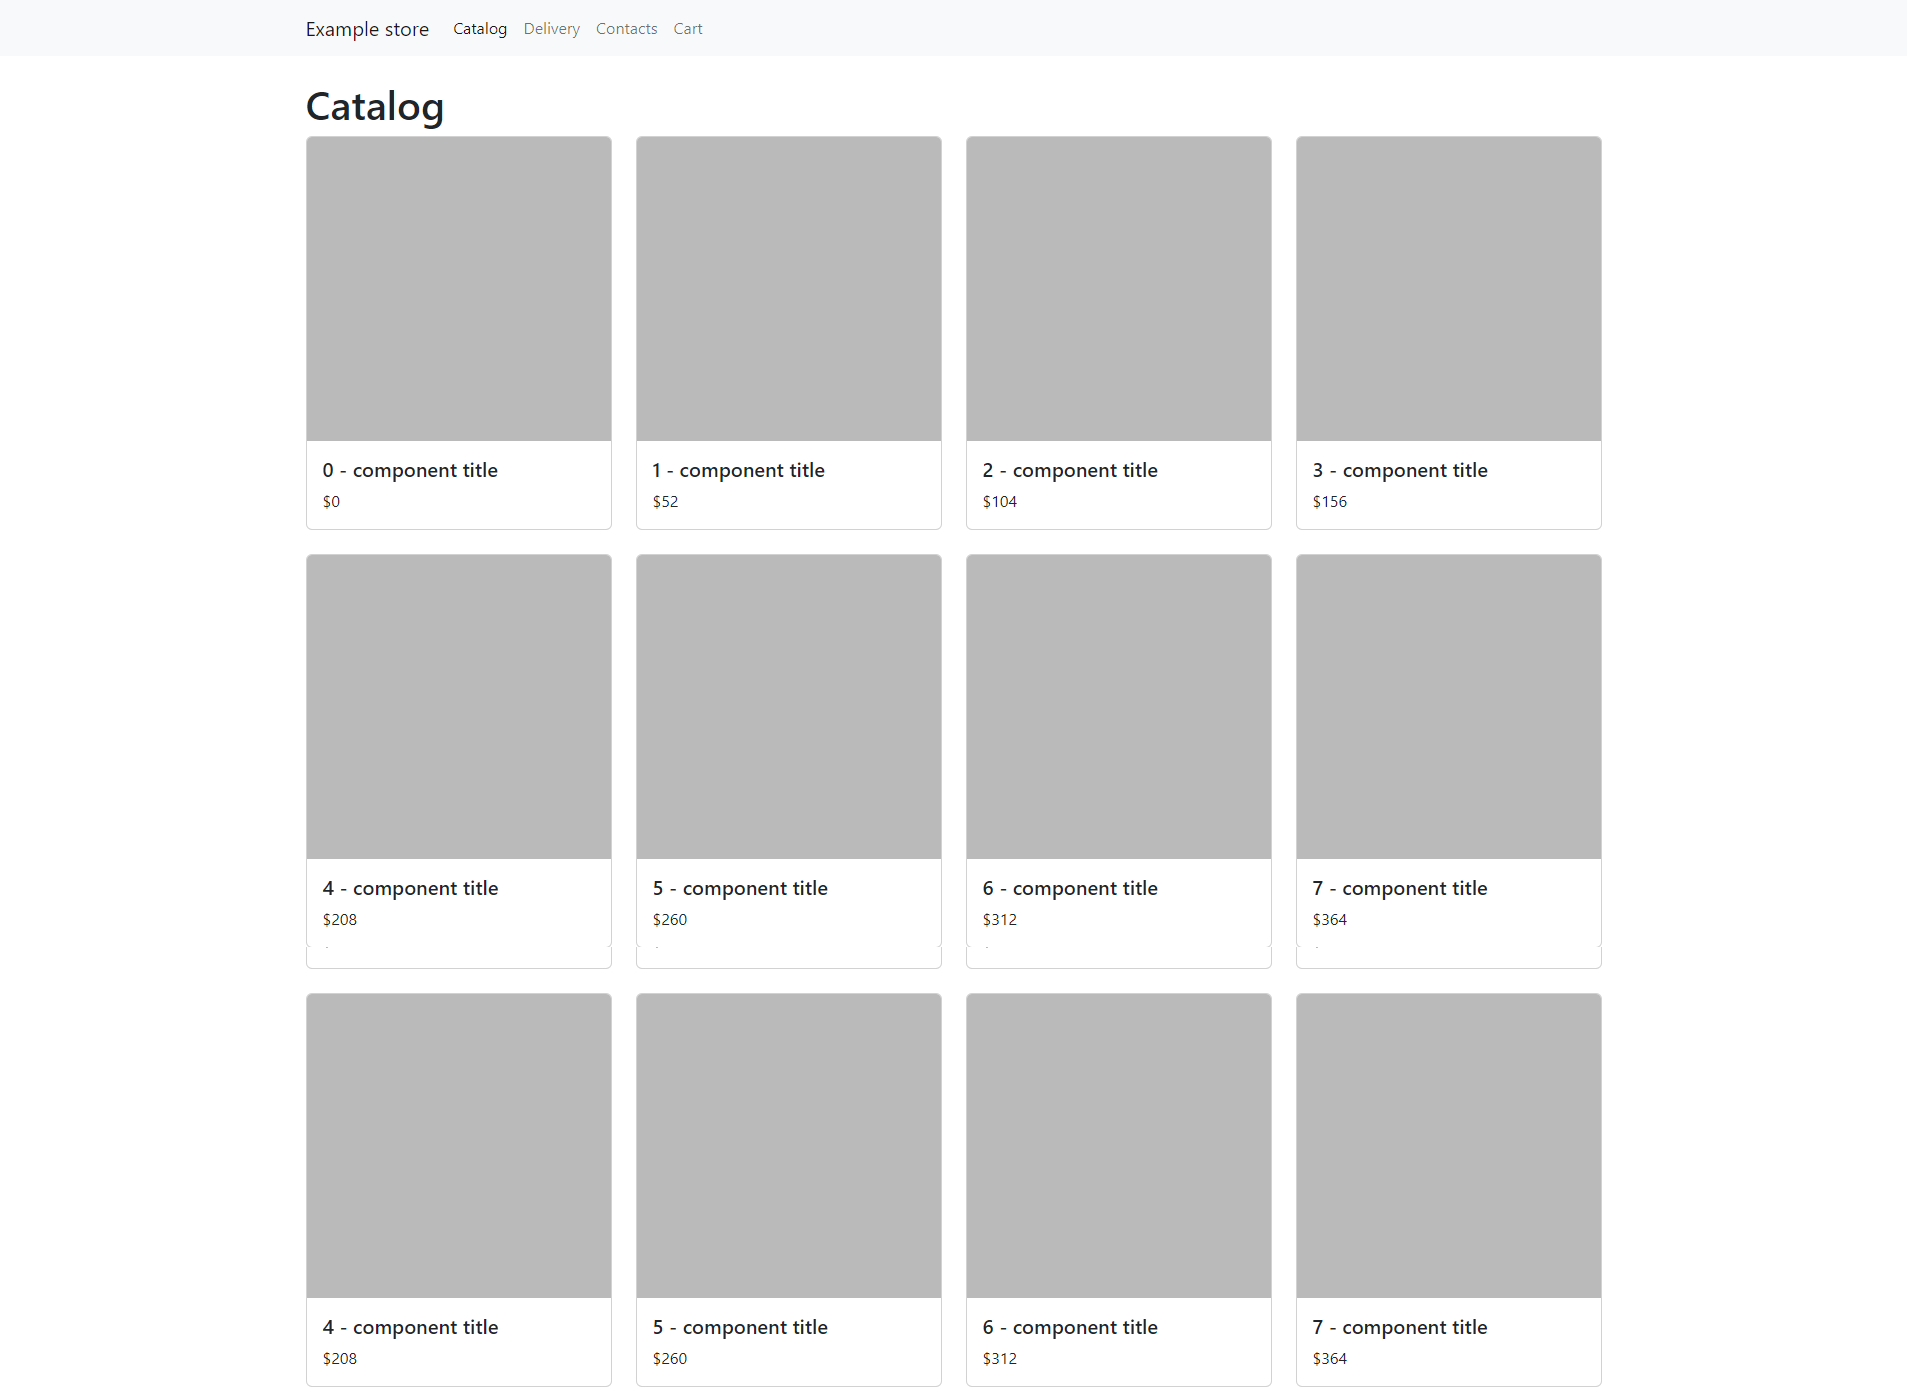 Example store Catalog Delivery Contacts Cart
Catalog
0 - component title 1 - component title 2 - component title 3 - component title
$0 $52 $104 $156
4 - component title 5 - component title 6 - component title 7 - component title
$208 $260 $312 $364
4 - component title 5 - component title 6 - component title 7 - component title
$208 $260 $312 $364